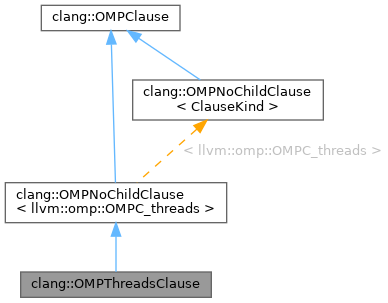 clang::OMPClause
clang::OMPNoChildClause
< ClauseKind >
< llvm::omp::OMPC_threads >
clang::OMPNoChildClause
< llvm::omp::OMPC_threads >
clang::OMPThreadsClause